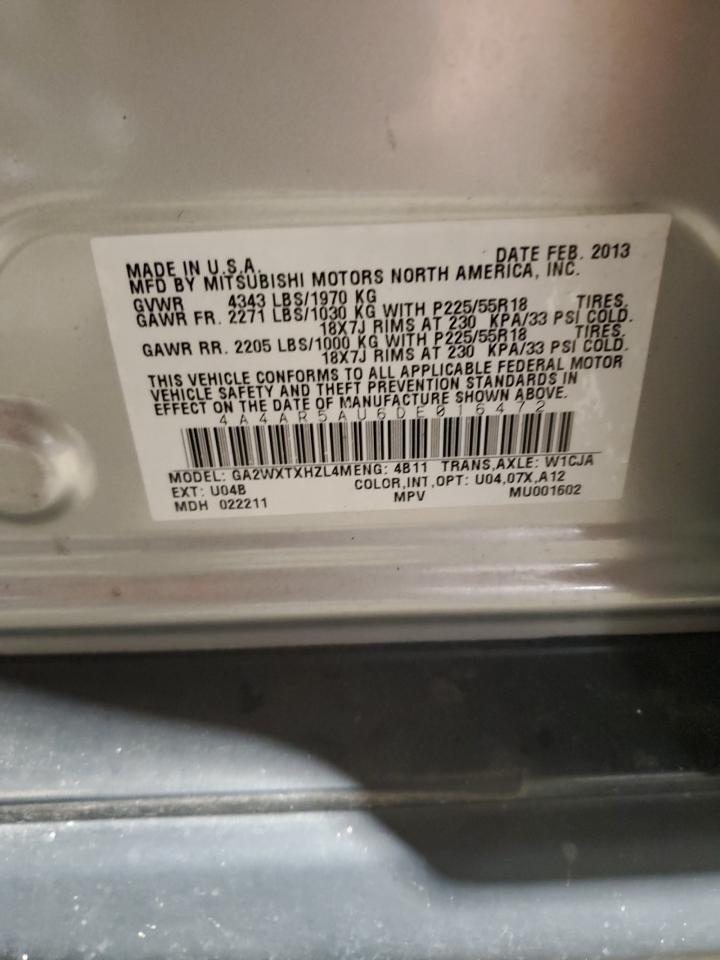 MADE IN U.S.A. DATE FEB. 2013
MFD BY MITSUBISHI MOTORS NORTH AMERICA, INC.
GVWR 4343 LBS/1970 KG
GAWR FR. 2271 LBS/1030 KG WITH P225/55R18 TIRES,
18X7J RIMS AT 230 KPA/33 PSI COLD.
GAWR RR. 2205 LBS/1000 KG WITH P225/55R18 TIRES,
18X7J RIMS AT 230 KPA/33 PSI COLD.
THIS VEHICLE CONFORMS TO ALL APPLICABLE FEDERAL MOTOR
VEHICLE SAFETY AND THEFT PREVENTION STANDARDS IN
EFFECT ON THE DATE OF MANUFACTURE SHOWN ABOVE.
4A4AR5AU6DE016472
MODEL: GA2WXTXHZL4MENG: 4B11 TRANS,AXLE: W1CJA
EXT: U04B COLOR,INT,OPT: U04,07X,A12
MDH 022211 MPV MU001602